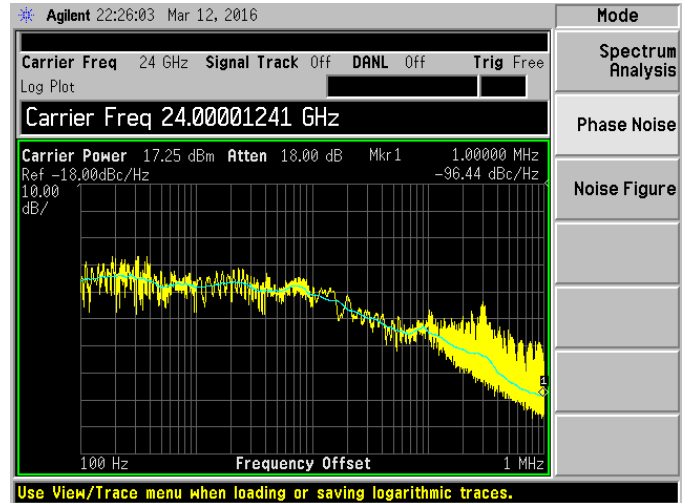 Agilent 22:26:03 Mar 12, 2016
Mode
Carrier Freq 24 GHz Signal Track Off DANL Off Trig Free
Log Plot
Carrier Freq 24.00001241 GHz
Carrier Power 17.25 dBm Atten 18.00 dB Mkr1 1.00000 MHz
Ref -18.00dBc/Hz -96.44 dBc/Hz
10.00
dB/
1
100 Hz Frequency Offset 1 MHz
Spectrum
Analysis
Phase Noise
Noise Figure
Use View/Trace menu when loading or saving logarithmic traces.